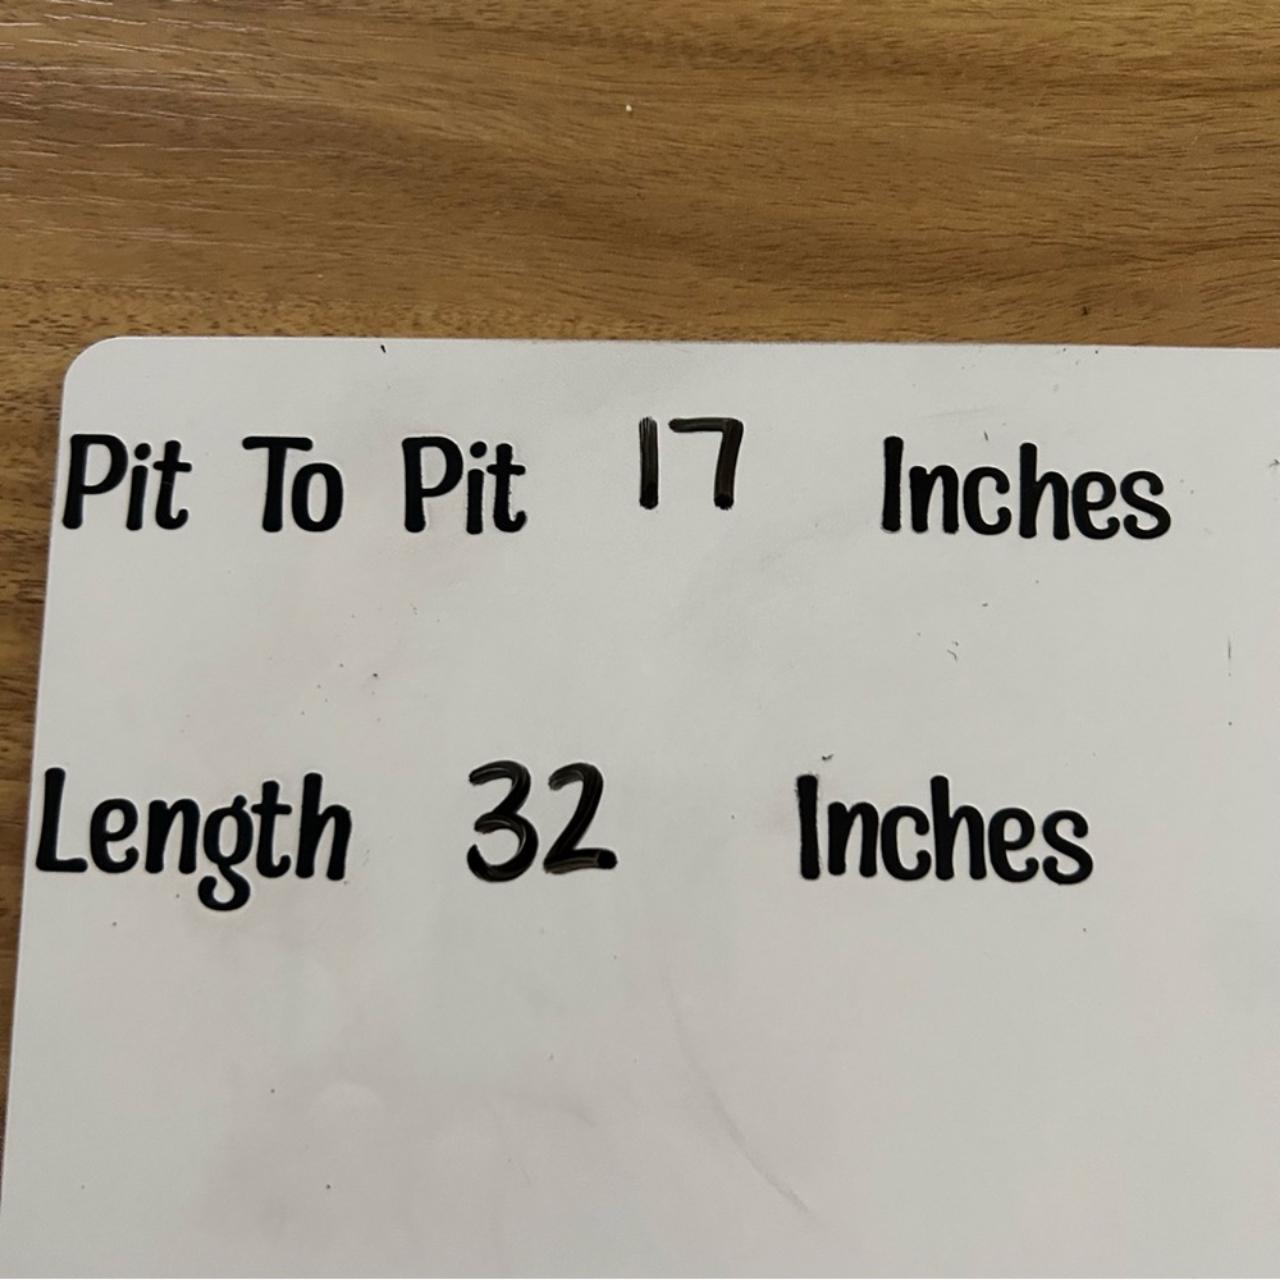 Pit To Pit 17 Inches
Length 32 Inches